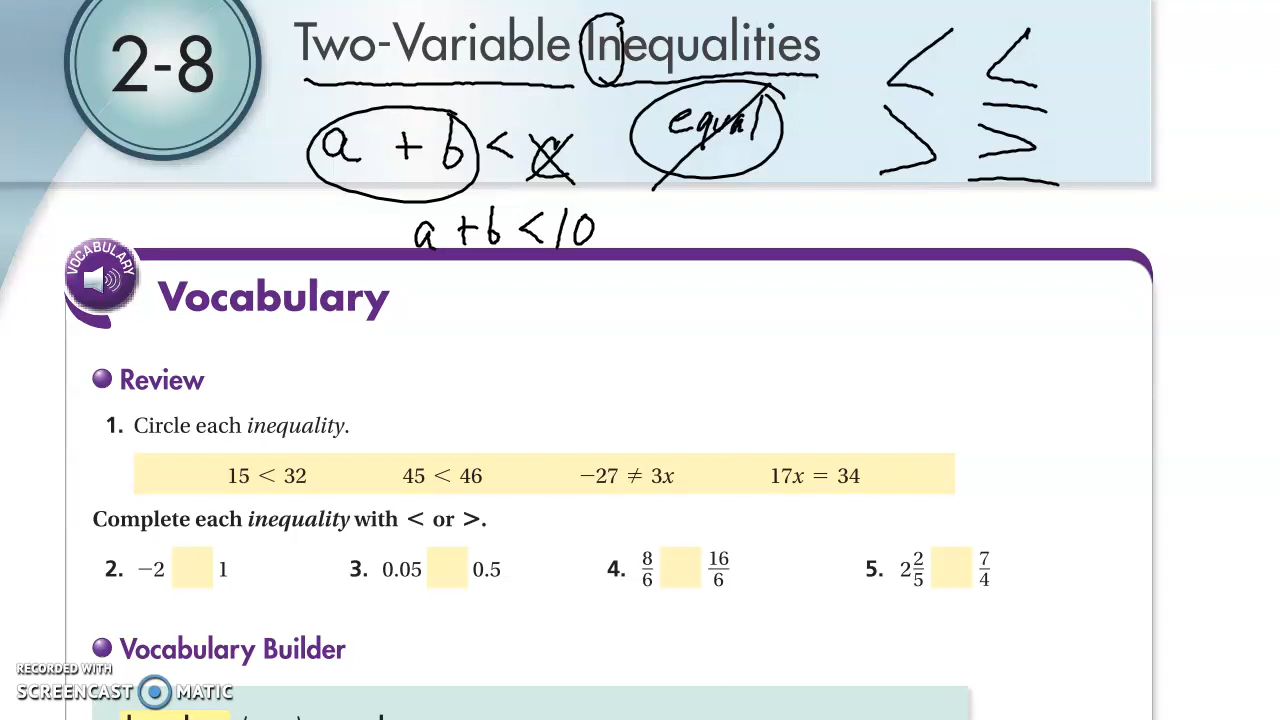 2-8 Two-Variable Inequalities < ≤
a + b < c equal > ≥
a + b < 10
VOCABULARY
Vocabulary
Review
1. Circle each inequality.
15 < 32 45 < 46 −27 ≠ 3x 17x = 34
Complete each inequality with < or >.
2. −2 1 3. 0.05 0.5 4. 8/6 16/6 5. 2 2/5 7/4
Vocabulary Builder
RECORDED WITH
SCREENCAST MATIC